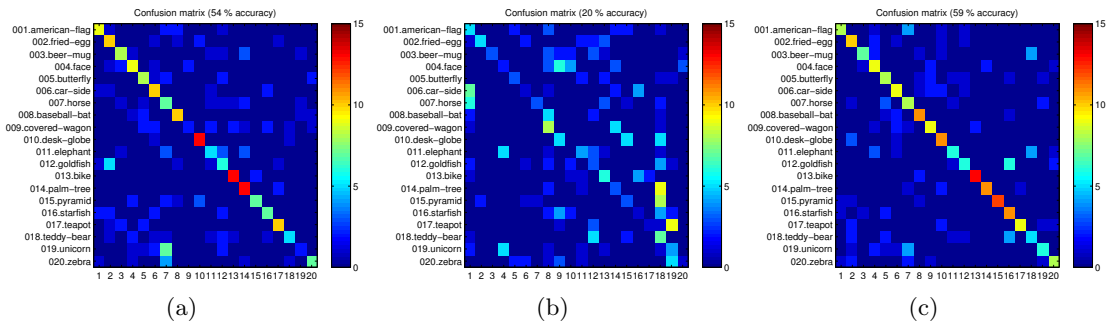 Confusion matrix (54 % accuracy)
001.american-flag
002.fried-egg
003.beer-mug
004.face
005.butterfly
006.car-side
007.horse
008.baseball-bat
009.covered-wagon
010.desk-globe
011.elephant
012.goldfish
013.bike
014.palm-tree
015.pyramid
016.starfish
017.teapot
018.teddy-bear
019.unicorn
020.zebra
1 2 3 4 5 6 7 8 9 10 11 12 13 14 15 16 17 18 19 20
15
10
5
0
(a)
Confusion matrix (20 % accuracy)
001.american-flag
002.fried-egg
003.beer-mug
004.face
005.butterfly
006.car-side
007.horse
008.baseball-bat
009.covered-wagon
010.desk-globe
011.elephant
012.goldfish
013.bike
014.palm-tree
015.pyramid
016.starfish
017.teapot
018.teddy-bear
019.unicorn
020.zebra
1 2 3 4 5 6 7 8 9 10 11 12 13 14 15 16 17 18 19 20
15
10
5
0
(b)
Confusion matrix (59 % accuracy)
001.american-flag
002.fried-egg
003.beer-mug
004.face
005.butterfly
006.car-side
007.horse
008.baseball-bat
009.covered-wagon
010.desk-globe
011.elephant
012.goldfish
013.bike
014.palm-tree
015.pyramid
016.starfish
017.teapot
018.teddy-bear
019.unicorn
020.zebra
1 2 3 4 5 6 7 8 9 10 11 12 13 14 15 16 17 18 19 20
15
10
5
0
(c)